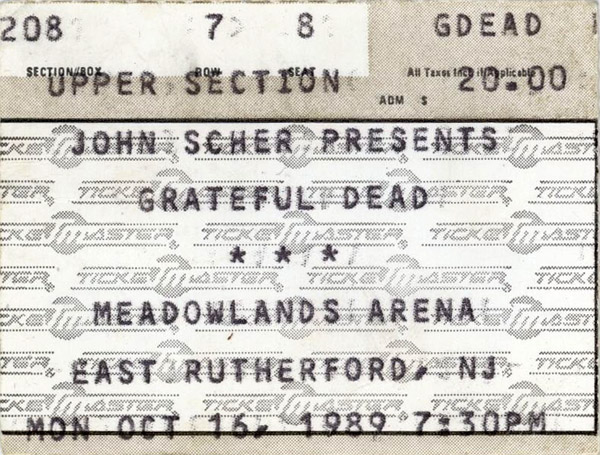 208 7 8 GDEAD
SECTION/BOX ROW SEAT All Taxes Incl. if Applicable
UPPER SECTION 20.00
ADM $
JOHN SCHER PRESENTS
GRATEFUL DEAD
* * *
MEADOWLANDS ARENA
EAST RUTHERFORD, NJ
MON OCT 16, 1989 7:30PM
TICKETMASTER